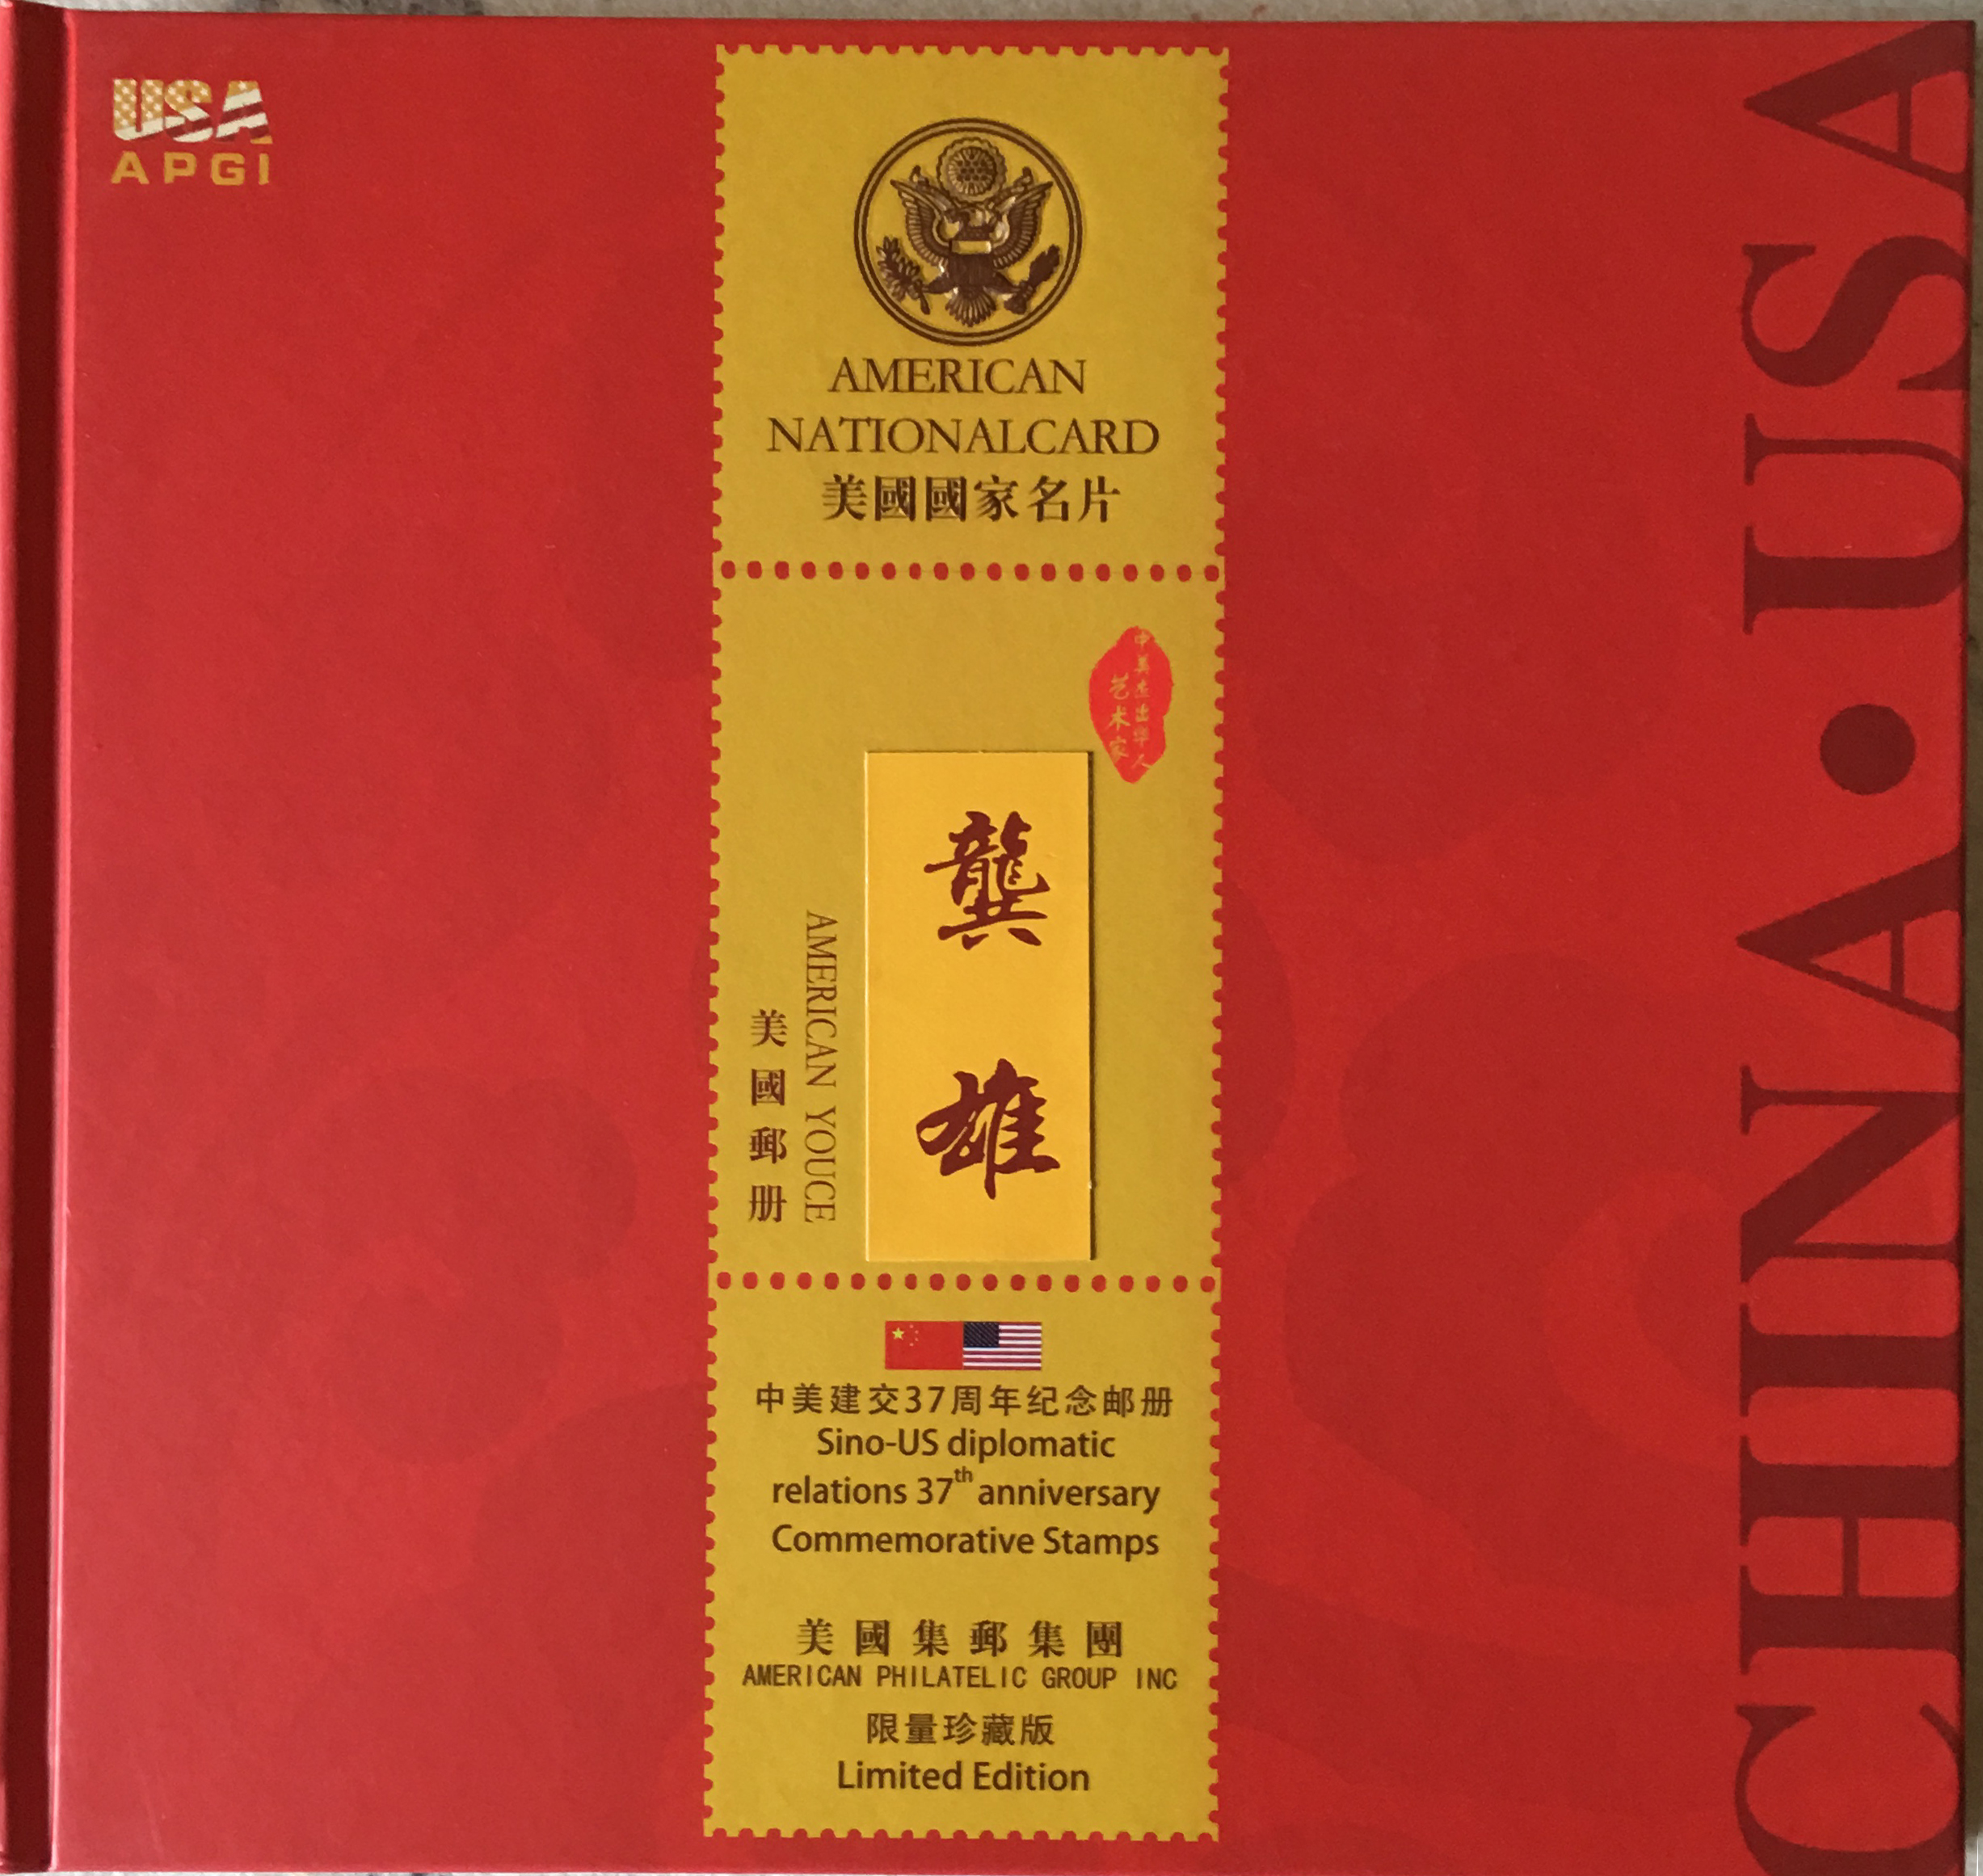 USA
APGI
AMERICAN
NATIONALCARD
美國國家名片
中美杰出华人
艺术家
龔雄
AMERICAN YOUCE
美國郵册
中美建交37周年纪念邮册
Sino-US diplomatic
relations 37th anniversary
Commemorative Stamps
美國集郵集團
AMERICAN PHILATELIC GROUP INC
限量珍藏版
Limited Edition
CHINA·USA